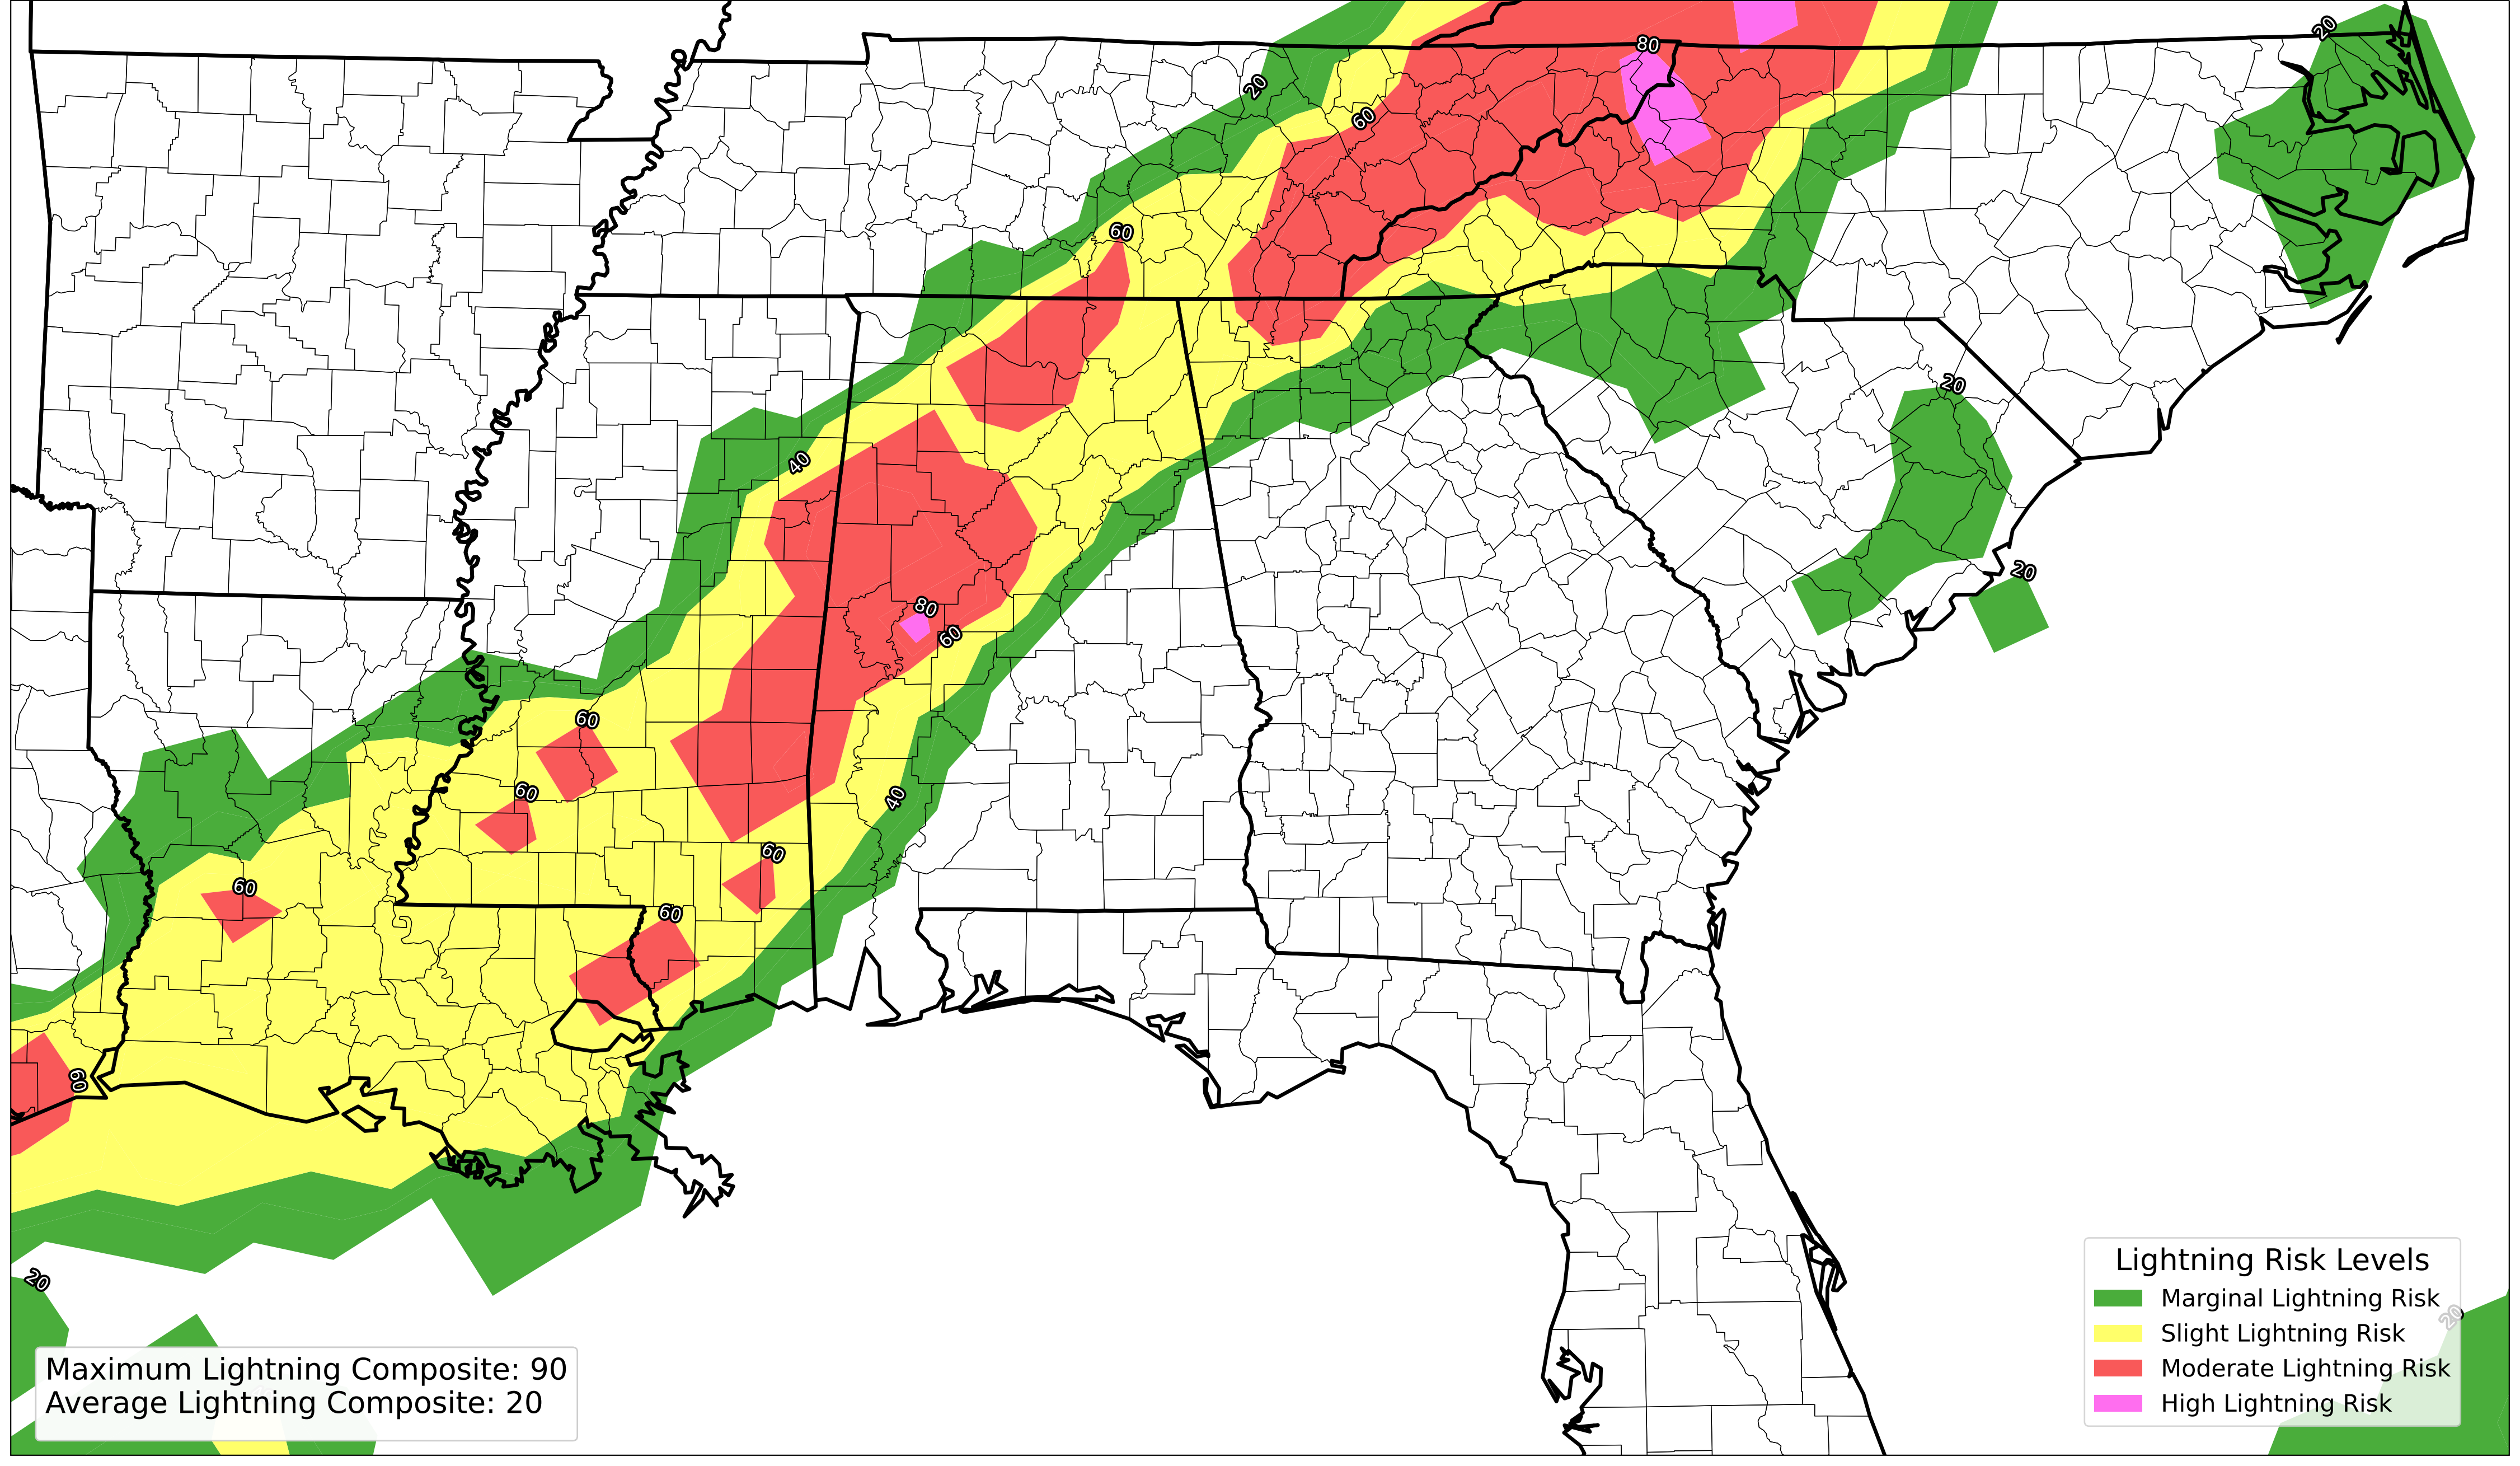 20
80
20
60
60
20
40
80
20
60
60
60
40
60
60
60
60
20
Lightning Risk Levels
Marginal Lightning Risk
20
Slight Lightning Risk
Moderate Lightning Risk
High Lightning Risk
Maximum Lightning Composite: 90
Average Lightning Composite: 20